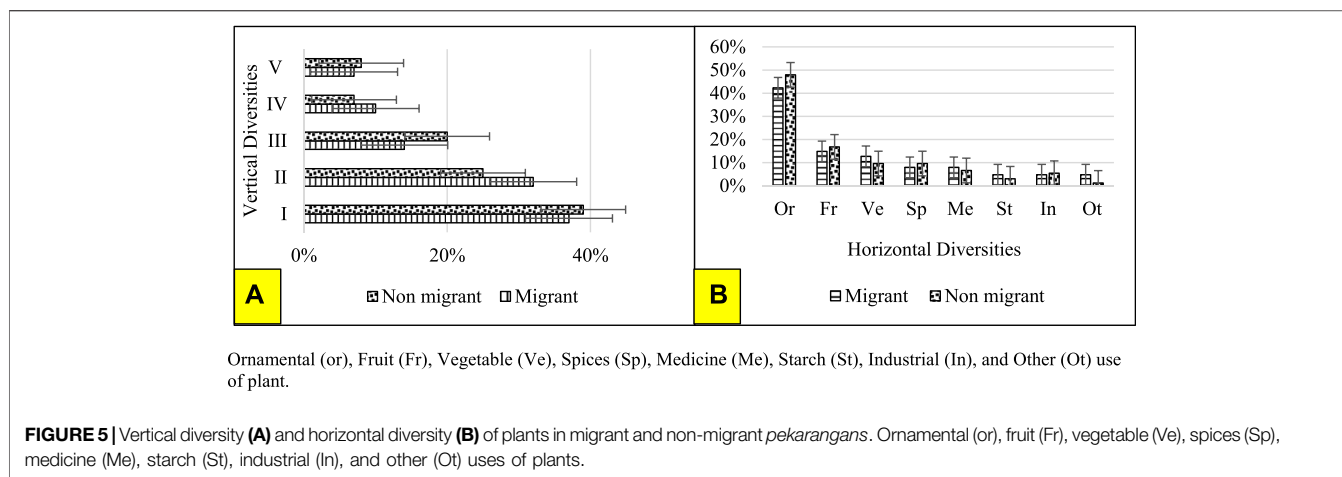 Vertical Diversities
V
IV
III
II
I
0% 20% 40%
A
Non migrant Migrant
60%
50%
40%
30%
20%
10%
0%
Or Fr Ve Sp Me St In Ot
Horizontal Diversities
B
Migrant Non migrant
Ornamental (or), Fruit (Fr), Vegetable (Ve), Spices (Sp), Medicine (Me), Starch (St), Industrial (In), and Other (Ot) use
of plant.
FIGURE 5 | Vertical diversity (A) and horizontal diversity (B) of plants in migrant and non-migrant pekarangans. Ornamental (or), fruit (Fr), vegetable (Ve), spices (Sp),
medicine (Me), starch (St), industrial (In), and other (Ot) uses of plants.